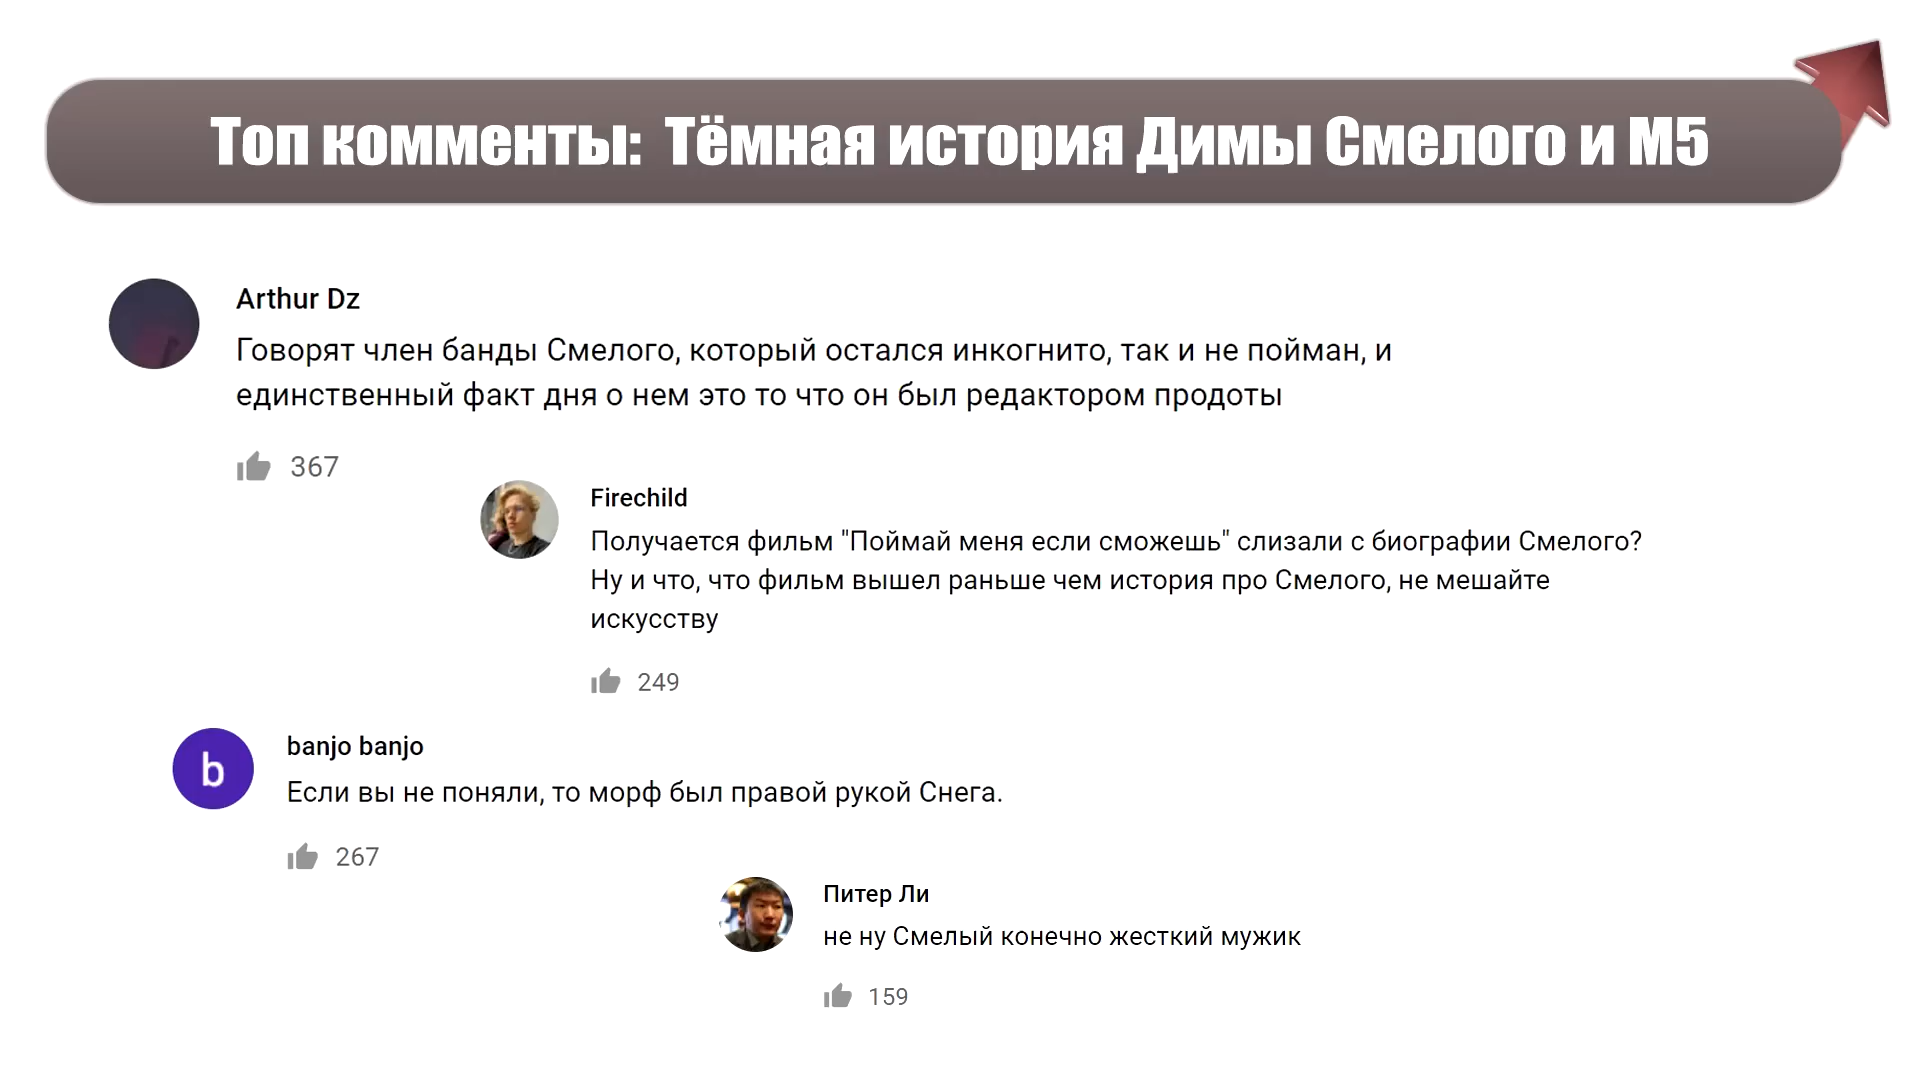 Топ комменты: Тёмная история Димы Смелого и М5
Arthur Dz
Говорят член банды Смелого, который остался инкогнито, так и не пойман, и
единственный факт дня о нем это то что он был редактором продоты
367
Firechild
Получается фильм "Поймай меня если сможешь" слизали с биографии Смелого?
Ну и что, что фильм вышел раньше чем история про Смелого, не мешайте
искусству
249
b
banjo banjo
Если вы не поняли, то морф был правой рукой Снега.
267
Питер Ли
не ну Смелый конечно жесткий мужик
159